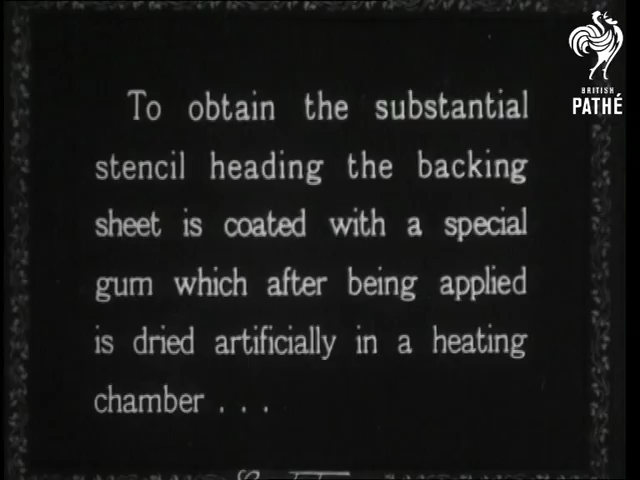 BRITISH
PATHÉ
To obtain the substantial
stencil heading the backing
sheet is coated with a special
gum which after being applied
is dried artificially in a heating
chamber . . .